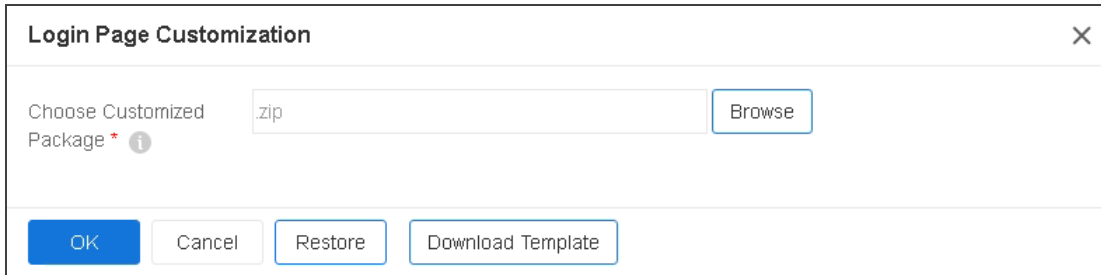 Login Page Customization
Choose Customized
Package *
.zip
Browse
OK
Cancel
Restore
Download Template